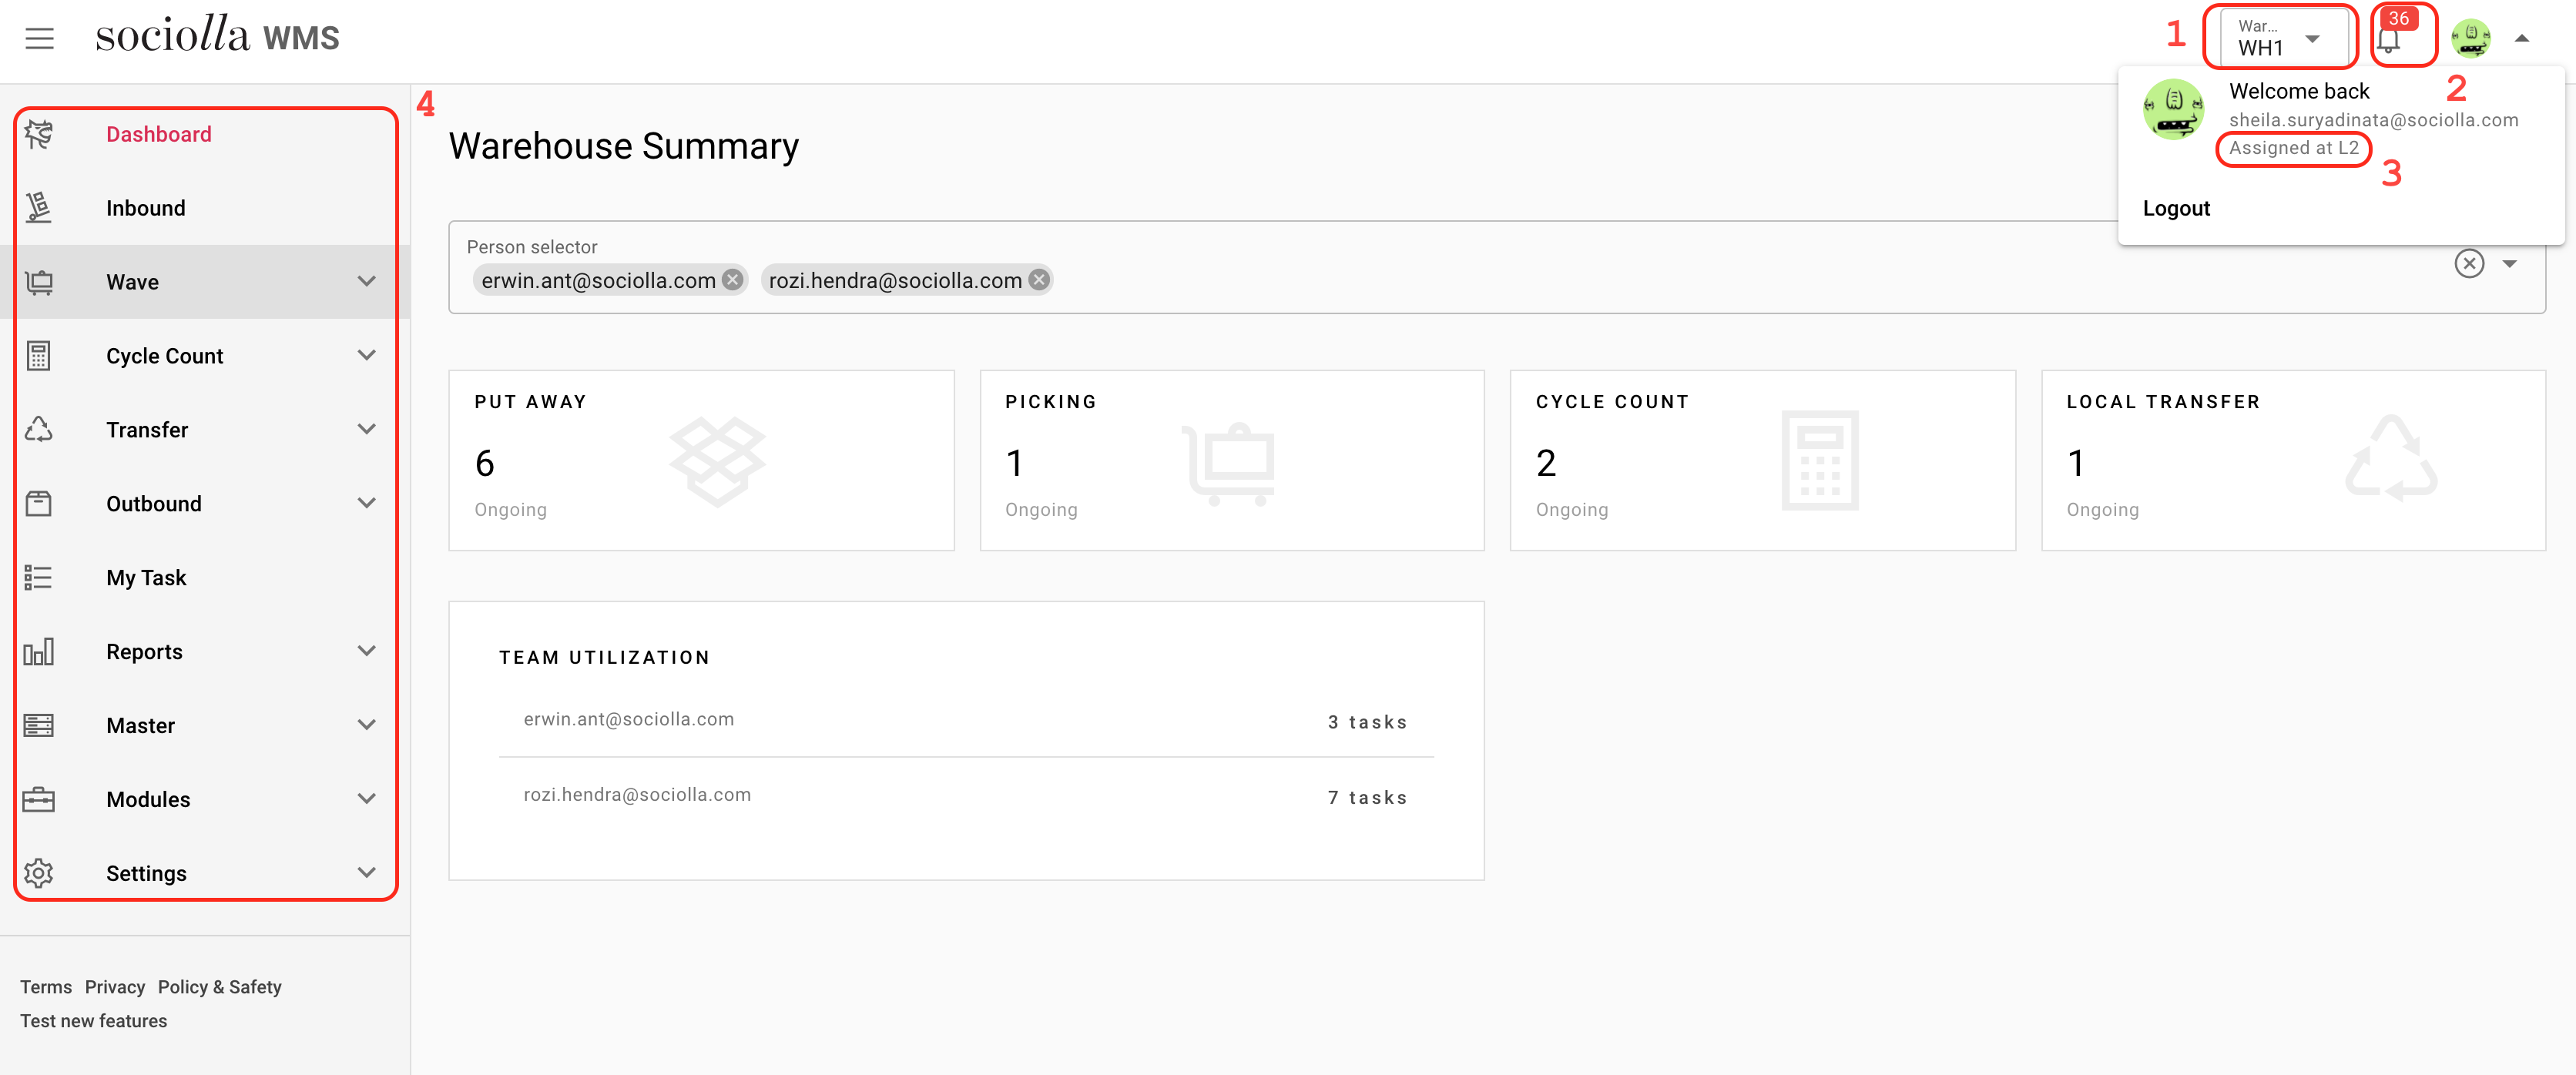 sociolla WMS
1
War...
WH1
36
2
Welcome back
sheila.suryadinata@sociolla.com
Assigned at L2
3
Logout
4
Dashboard
Inbound
Wave
Cycle Count
Transfer
Outbound
My Task
Reports
Master
Modules
Settings
Terms Privacy Policy & Safety
Test new features
Warehouse Summary
Person selector
erwin.ant@sociolla.com rozi.hendra@sociolla.com
PUT AWAY
6
Ongoing
PICKING
1
Ongoing
CYCLE COUNT
2
Ongoing
LOCAL TRANSFER
1
Ongoing
TEAM UTILIZATION
erwin.ant@sociolla.com 3 tasks
rozi.hendra@sociolla.com 7 tasks